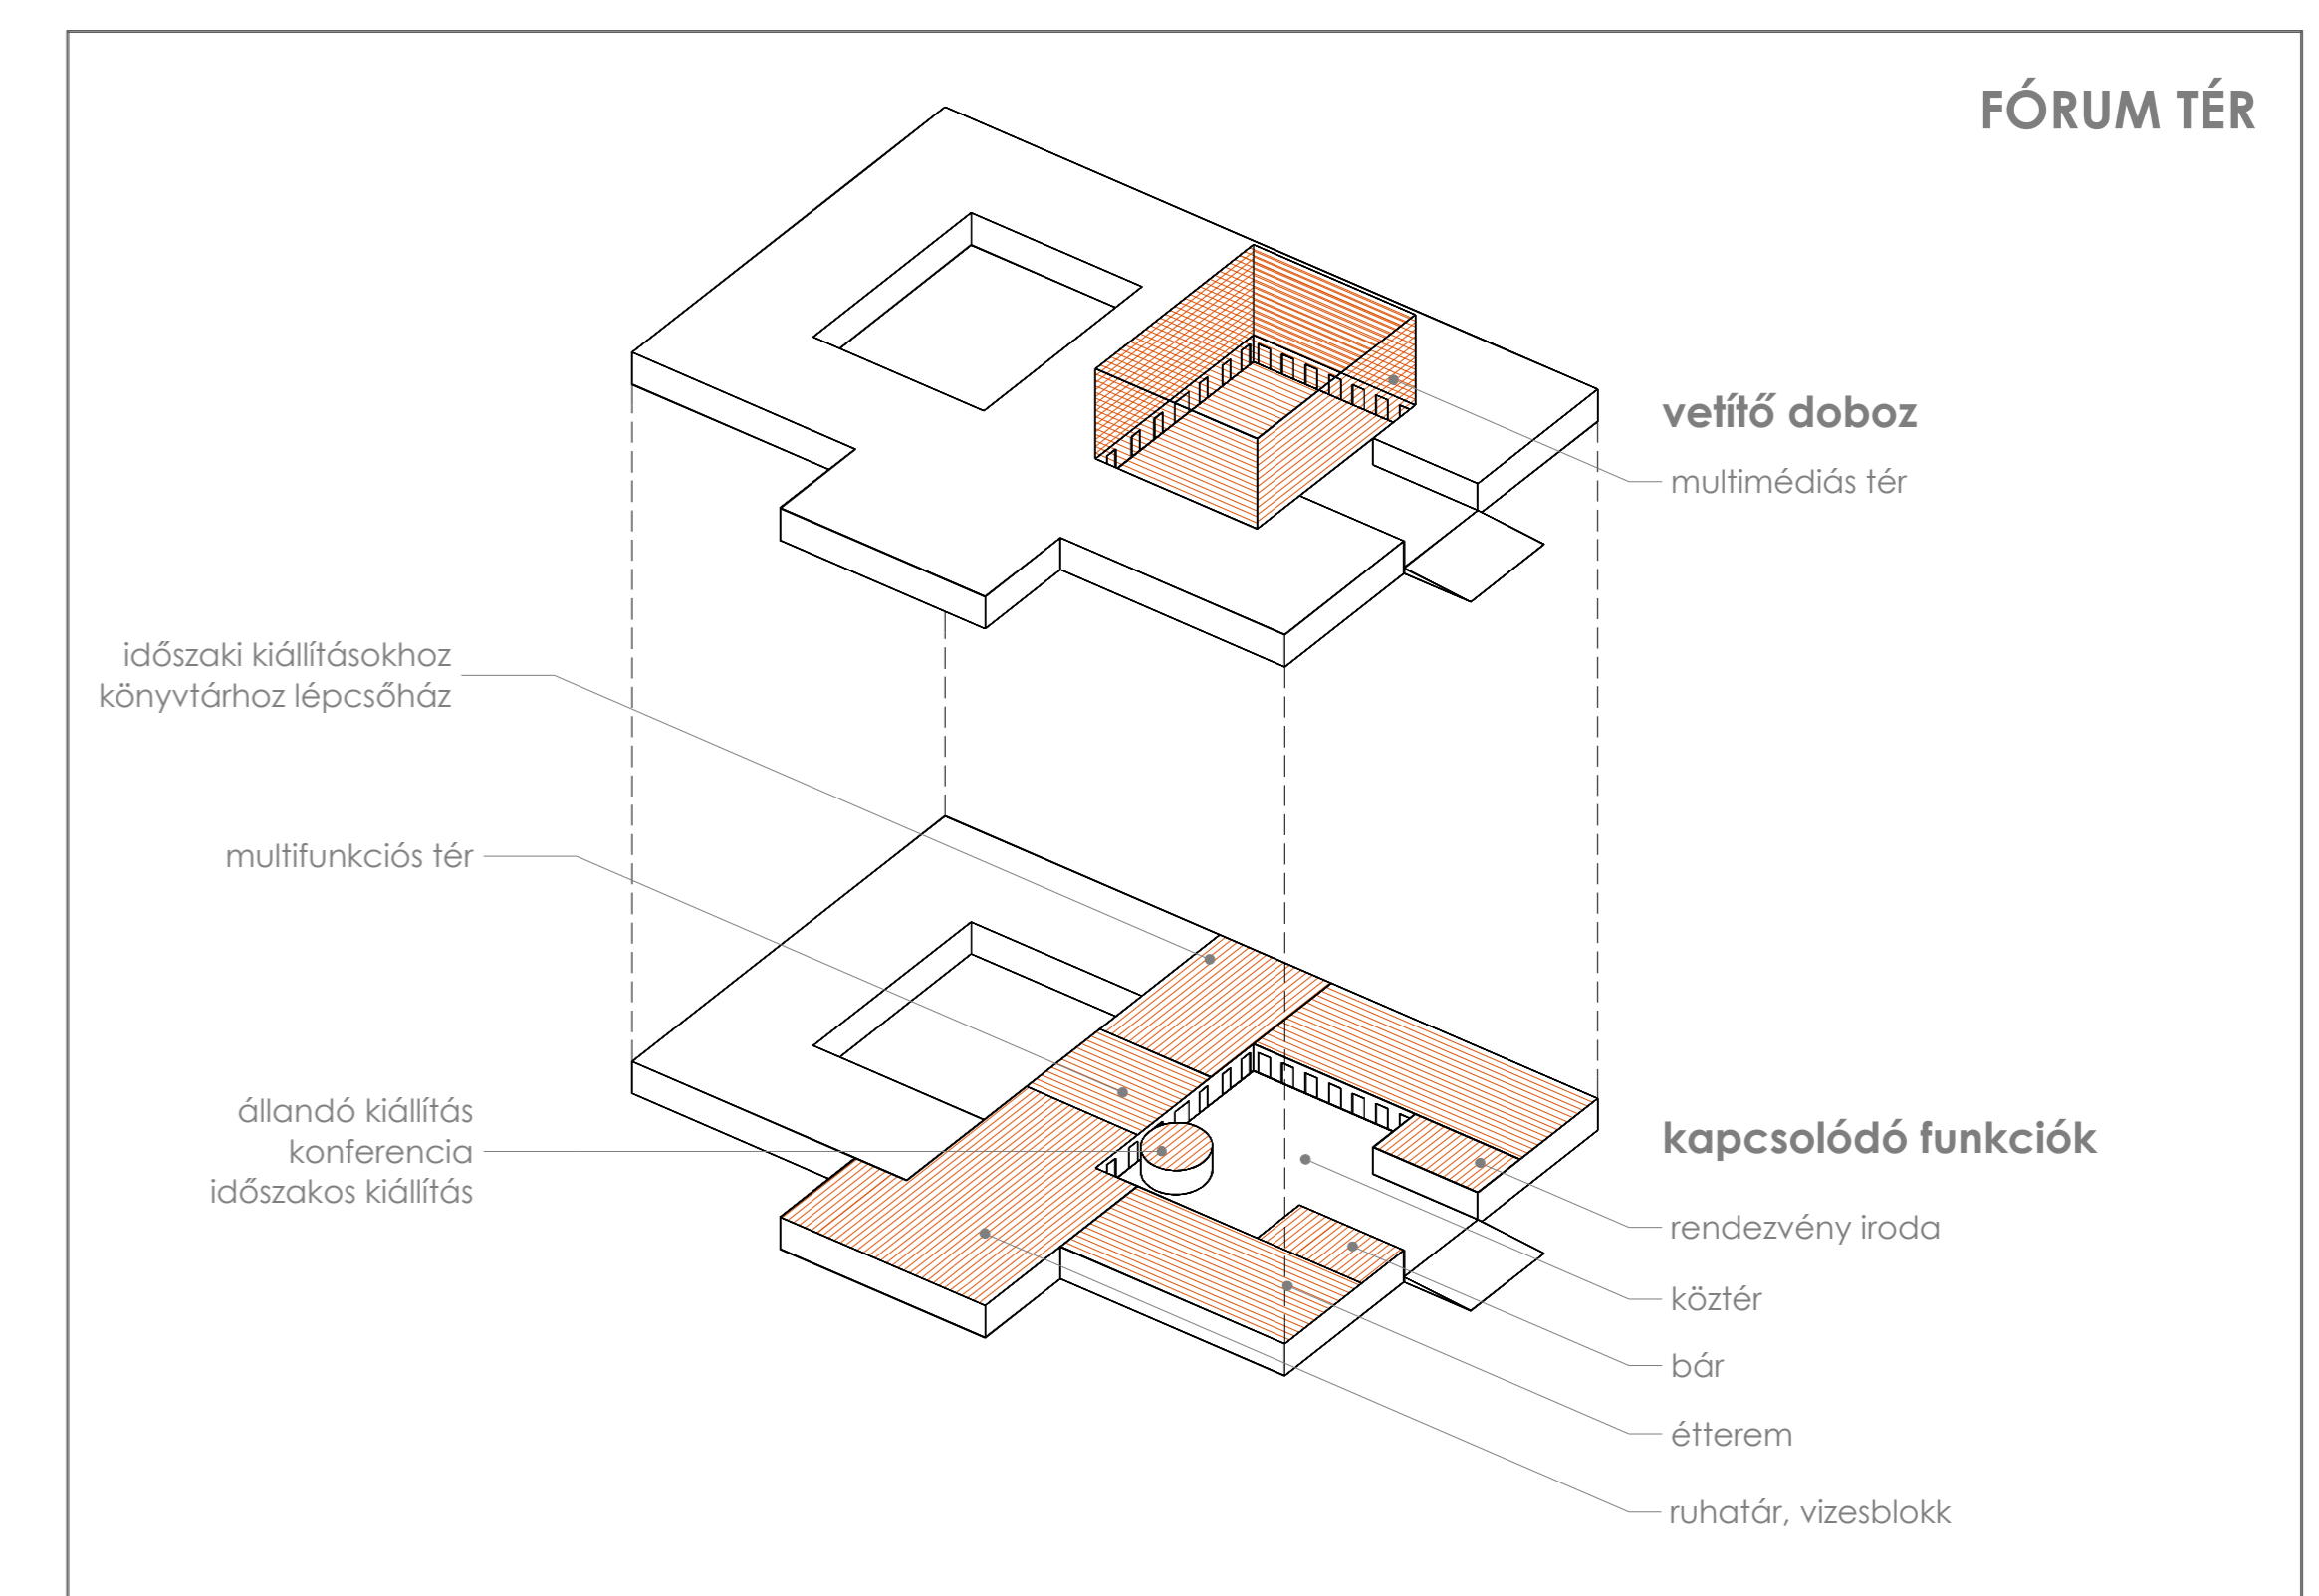 FÓRUM TÉR
vetítő doboz
multimédiás tér
időszaki kiállításokhoz
könyvtárhoz lépcsőház
multifunkciós tér
állandó kiállítás
konferencia
időszakos kiállítás
kapcsolódó funkciók
rendezvény iroda
köztér
bár
étterem
ruhatár, vizesblokk